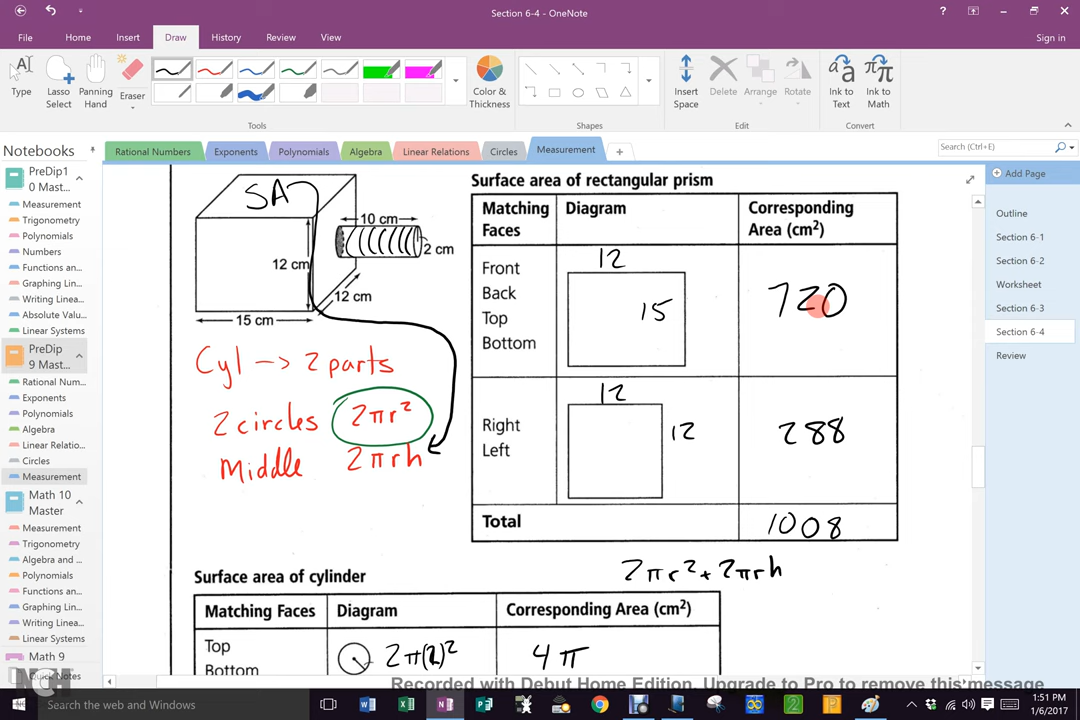 Section 6-4 - OneNote
Sign in
File Home Insert Draw History Review View
Type
Lasso Select
Panning Hand
Eraser
Color & Thickness
Insert Space
Delete
Arrange
Rotate
Ink to Text
Ink to Math
Tools
Shapes
Edit
Convert
Notebooks
Rational Numbers Exponents Polynomials Algebra Linear Relations Circles Measurement
Search (Ctrl+E)
PreDip1
0 Mast...
Measurement
Trigonometry
Polynomials
Numbers
Functions an...
Graphing Lin...
Writing Linea...
Absolute Valu...
Linear Systems
PreDip
9 Mast...
Rational Num...
Exponents
Polynomials
Algebra
Linear Relatio...
Circles
Measurement
Math 10
Master
Measurement
Trigonometry
Algebra and ...
Polynomials
Functions an...
Graphing Lin...
Writing Linea...
Linear Systems
Math 9
Quick Notes
Add Page
Outline
Section 6-1
Section 6-2
Worksheet
Section 6-3
Section 6-4
Review
SA
10 cm
2 cm
12 cm
12 cm
15 cm
Cyl -> 2 parts
2 circles 2πr²
Middle 2πrh
Surface area of rectangular prism
Matching Faces
Diagram
Corresponding Area (cm²)
Front
Back
Top
Bottom
12
15
720
Right
Left
12
12
288
Total
1008
2πr²+2πrh
Surface area of cylinder
Matching Faces
Diagram
Corresponding Area (cm²)
Top
Bottom
4π
Recorded with Debut Home Edition. Upgrade to Pro to remove this message
NCH
Ask me anything
1:51 PM
1/6/2017